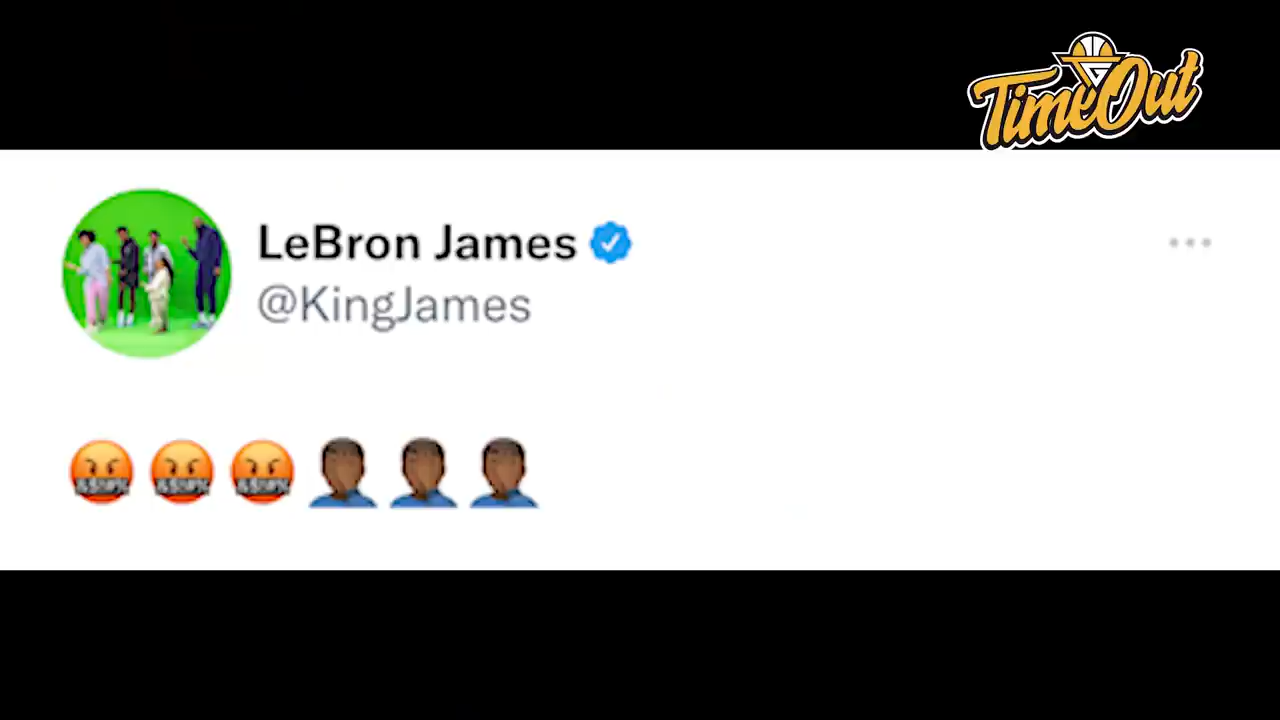 TimeOut
LeBron James
@KingJames
🤬🤬🤬🤦🏾‍♂️🤦🏾‍♂️🤦🏾‍♂️